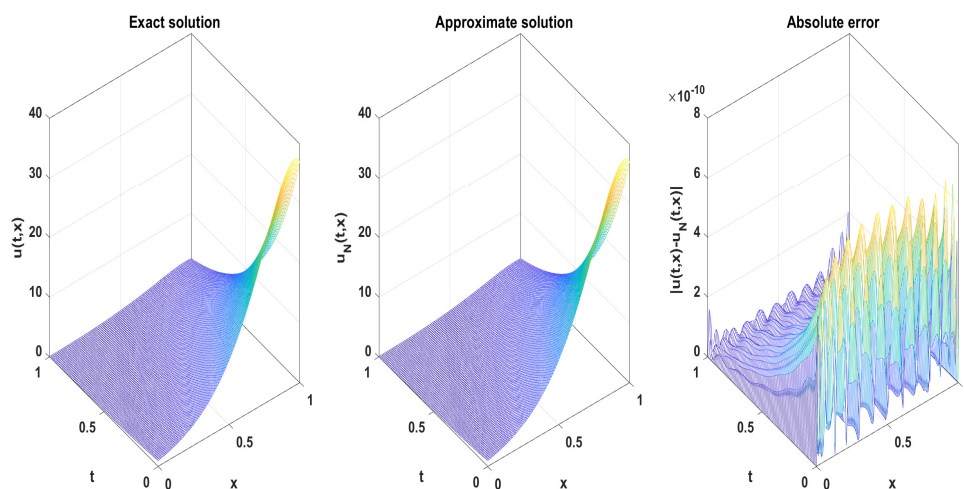 Exact solution
40
30
20
10
0
u(t,x)
1
0.5
0
t
0
0.5
1
x
Approximate solution
40
30
20
10
0
u_N(t,x)
1
0.5
0
t
0
0.5
1
x
Absolute error
×10^-10
8
6
4
2
0
|u(t,x)-u_N(t,x)|
1
0.5
0
t
0
0.5
1
x